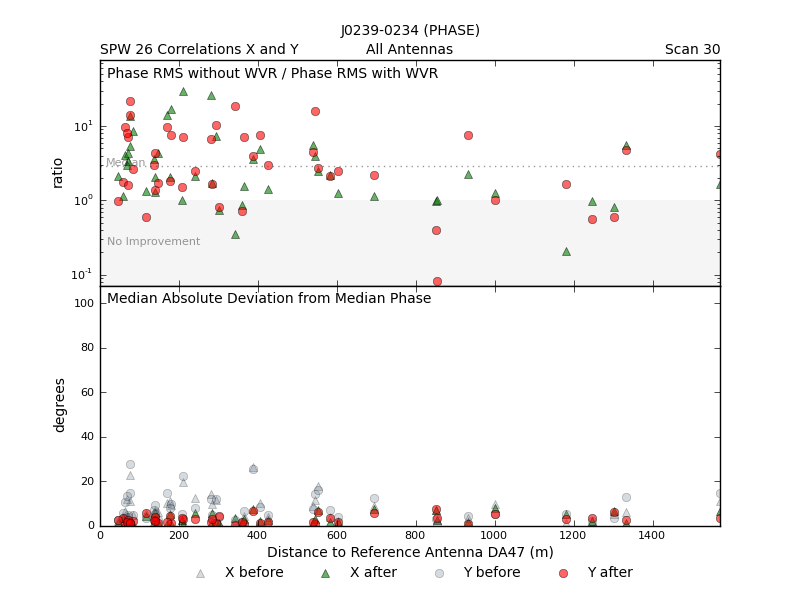 J0239-0234 (PHASE)
SPW 26 Correlations X and Y All Antennas Scan 30
Phase RMS without WVR / Phase RMS with WVR
10¹
Median
ratio
10⁰
No Improvement
10⁻¹
Median Absolute Deviation from Median Phase
100
80
60
degrees
40
20
0
0 200 400 600 800 1000 1200 1400
Distance to Reference Antenna DA47 (m)
X before X after Y before Y after